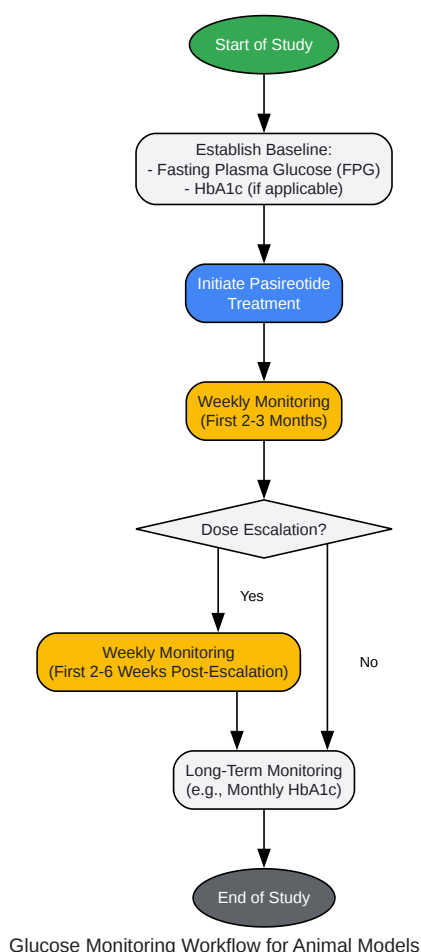 Start of Study
Establish Baseline:
- Fasting Plasma Glucose (FPG)
- HbA1c (if applicable)
Initiate Pasireotide
Treatment
Weekly Monitoring
(First 2-3 Months)
Dose Escalation?
Yes
Weekly Monitoring
(First 2-6 Weeks Post-Escalation)
No
Long-Term Monitoring
(e.g., Monthly HbA1c)
End of Study
Glucose Monitoring Workflow for Animal Models